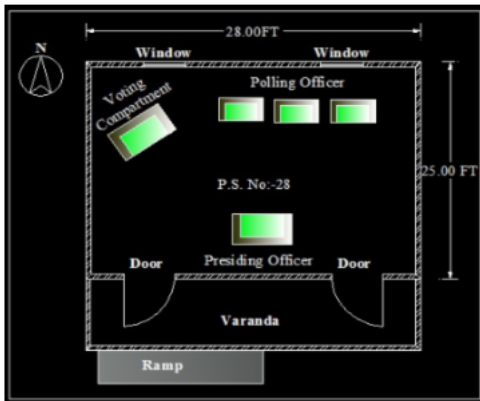 28.00FT
N
Window
Window
Polling Officer
Voting
Compartment
25.00 FT
P.S. No:-28
Presiding Officer
Door
Door
Varanda
Ramp